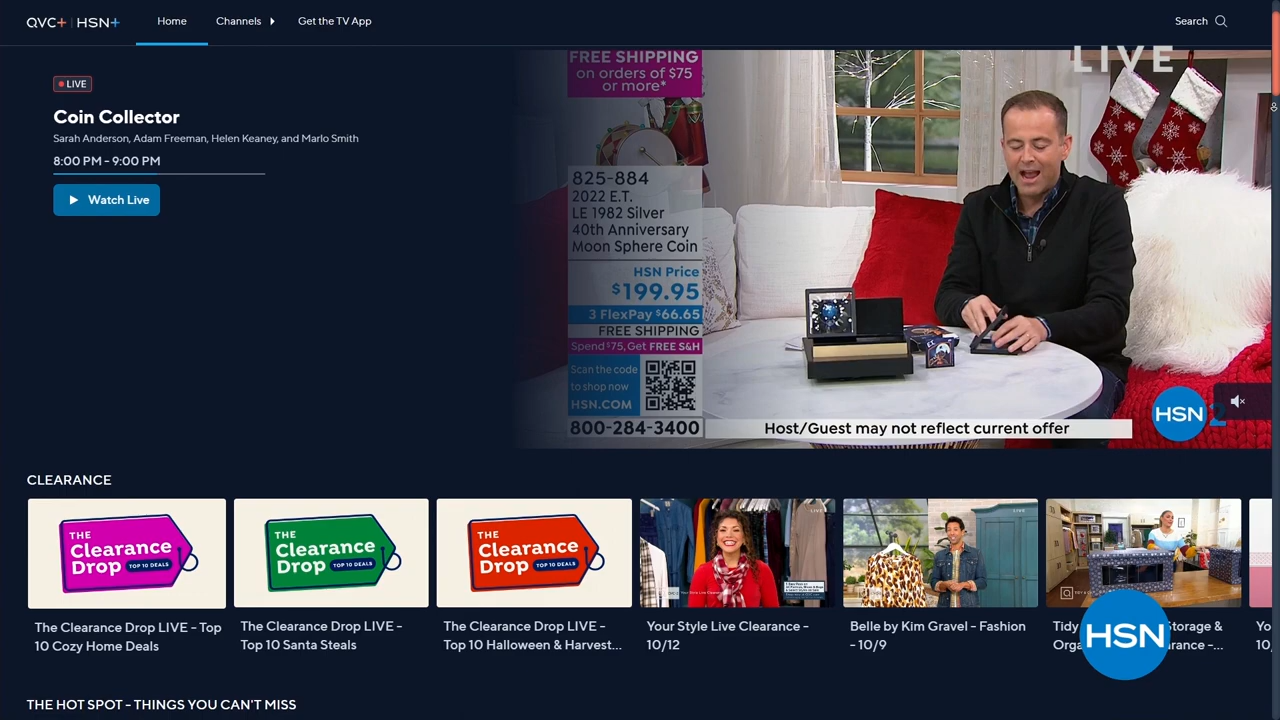 QVC+ | HSN+
Home
Channels
Get the TV App
Search
LIVE
Coin Collector
Sarah Anderson, Adam Freeman, Helen Keaney, and Marlo Smith
8:00 PM - 9:00 PM
Watch Live
LIVE
FREE SHIPPING
on orders of $75
or more*
825-884
2022 E.T.
LE 1982 Silver
40th Anniversary
Moon Sphere Coin
HSN Price
$199.95
3 FlexPay $66.65
FREE SHIPPING
Spend $75, Get FREE S&H
Scan the code
to shop now
HSN.COM
800-284-3400
Host/Guest may not reflect current offer
HSN 2
CLEARANCE
THE
Clearance
Drop TOP 10 DEALS
THE
Clearance
Drop TOP 10 DEALS
THE
Clearance
Drop TOP 10 DEALS
LIVE
LIVE
The Clearance Drop LIVE - Top
10 Cozy Home Deals
The Clearance Drop LIVE -
Top 10 Santa Steals
The Clearance Drop LIVE -
Top 10 Halloween & Harvest...
Your Style Live Clearance -
10/12
Belle by Kim Gravel - Fashion
- 10/9
Tidy
Storage &
HSN
THE HOT SPOT - THINGS YOU CAN'T MISS